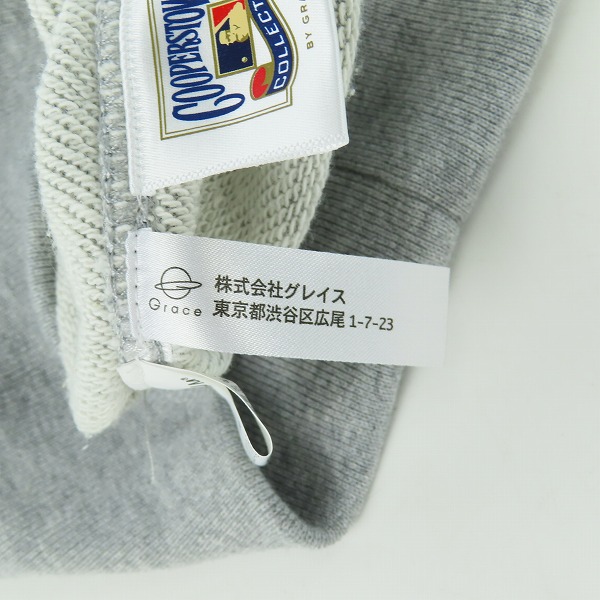 COOPERSTOWN
COLLECT
BY GRA
Grace
株式会社グレイス
東京都渋谷区広尾 1-7-23